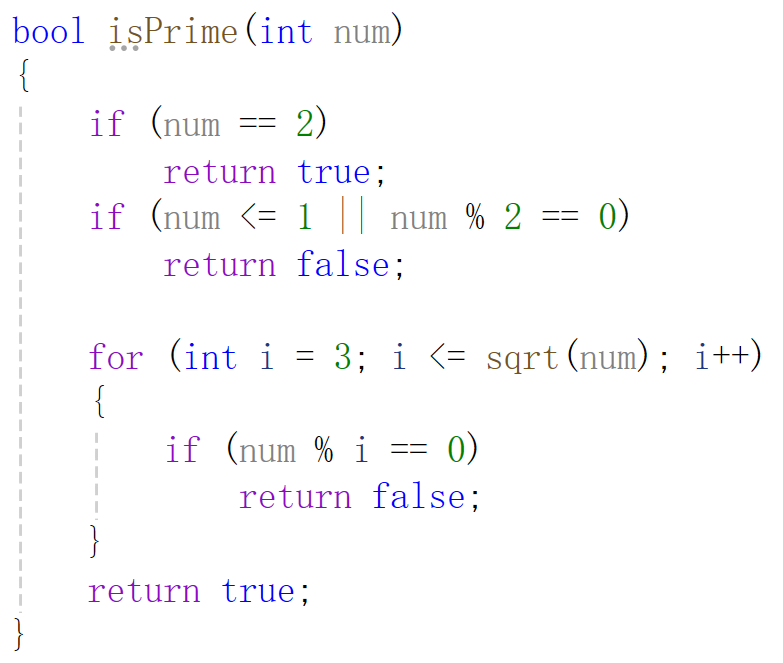 bool isPrime(int num)
{
    if (num == 2)
        return true;
    if (num <= 1 || num % 2 == 0)
        return false;

    for (int i = 3; i <= sqrt(num); i++)
    {
        if (num % i == 0)
            return false;
    }
    return true;
}